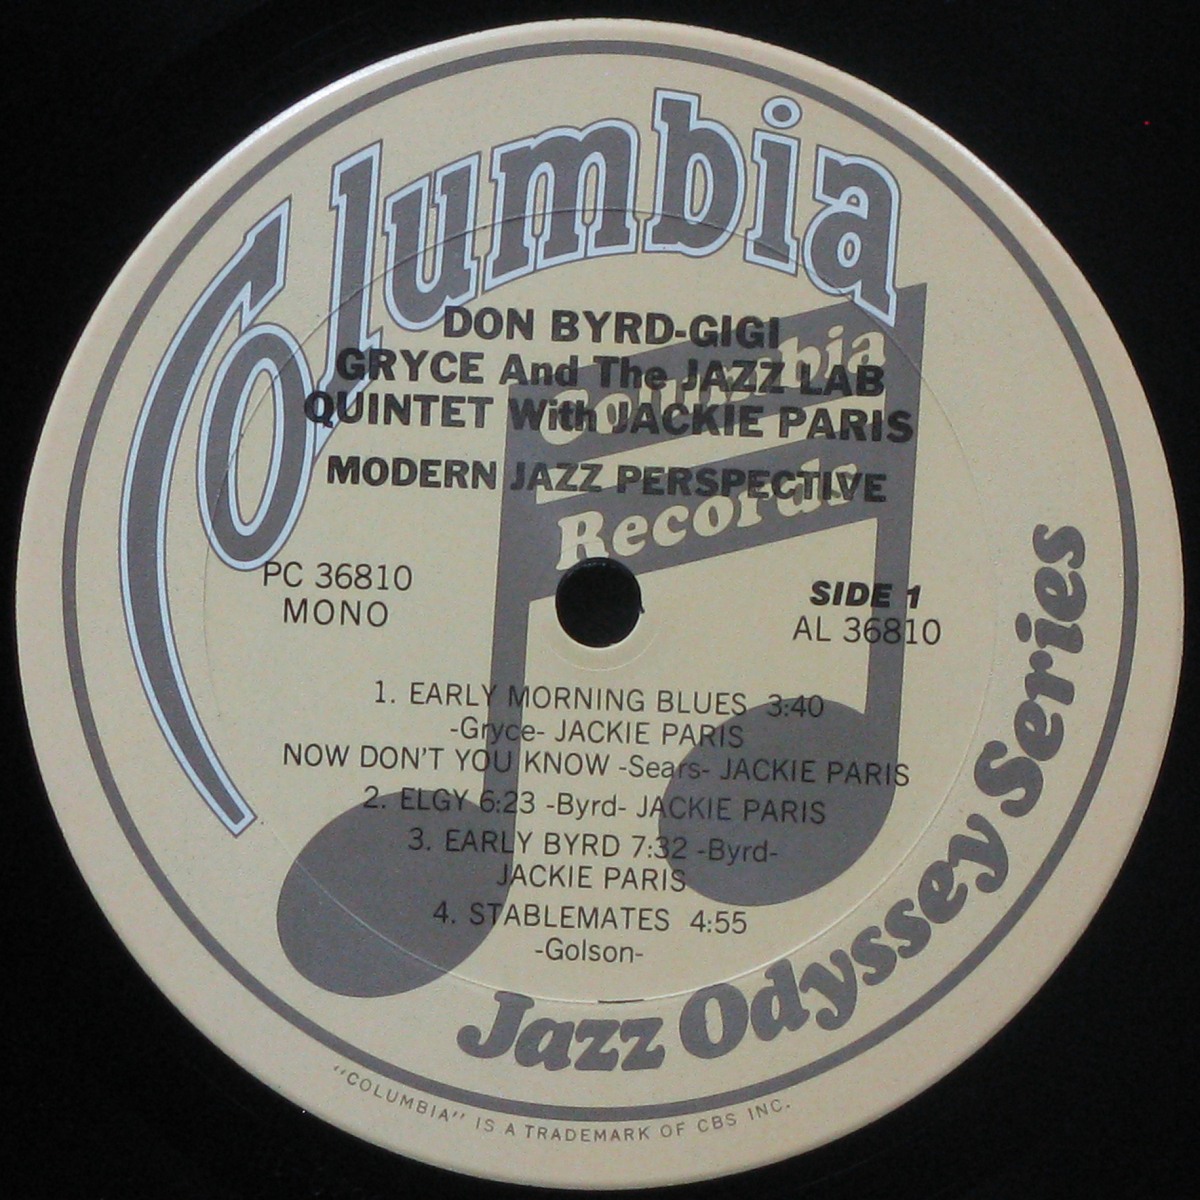 Columbia
DON BYRD-GIGI
GRYCE And The JAZZ LAB
QUINTET With JACKIE PARIS
MODERN JAZZ PERSPECTIVE
Columbia
Records
PC 36810
MONO
SIDE 1
AL 36810
1. EARLY MORNING BLUES 3:40
-Gryce- JACKIE PARIS
NOW DON'T YOU KNOW -Sears- JACKIE PARIS
2. ELGY 6:23 -Byrd- JACKIE PARIS
3. EARLY BYRD 7:32 -Byrd-
JACKIE PARIS
4. STABLEMATES 4:55
-Golson-
Jazz Odyssey Series
"COLUMBIA" IS A TRADEMARK OF CBS INC.